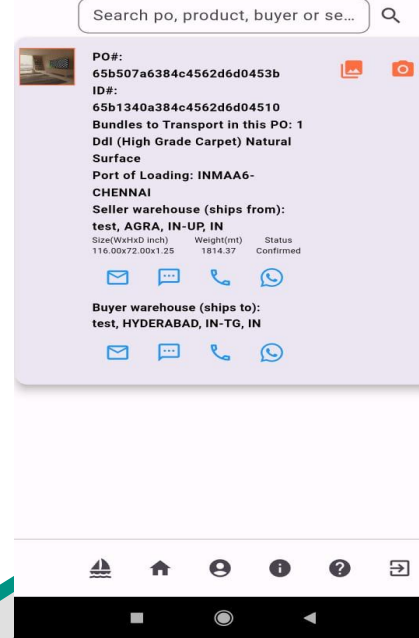 Search po, product, buyer or se...
PO#:
65b507a6384c4562d6d0453b
ID#:
65b1340a384c4562d6d04510
Bundles to Transport in this PO: 1
Ddl (High Grade Carpet) Natural
Surface
Port of Loading: INMAA6-
CHENNAI
Seller warehouse (ships from):
test, AGRA, IN-UP, IN
Size(WxHxD inch) Weight(mt) Status
116.00x72.00x1.25 1814.37 Confirmed
Buyer warehouse (ships to):
test, HYDERABAD, IN-TG, IN